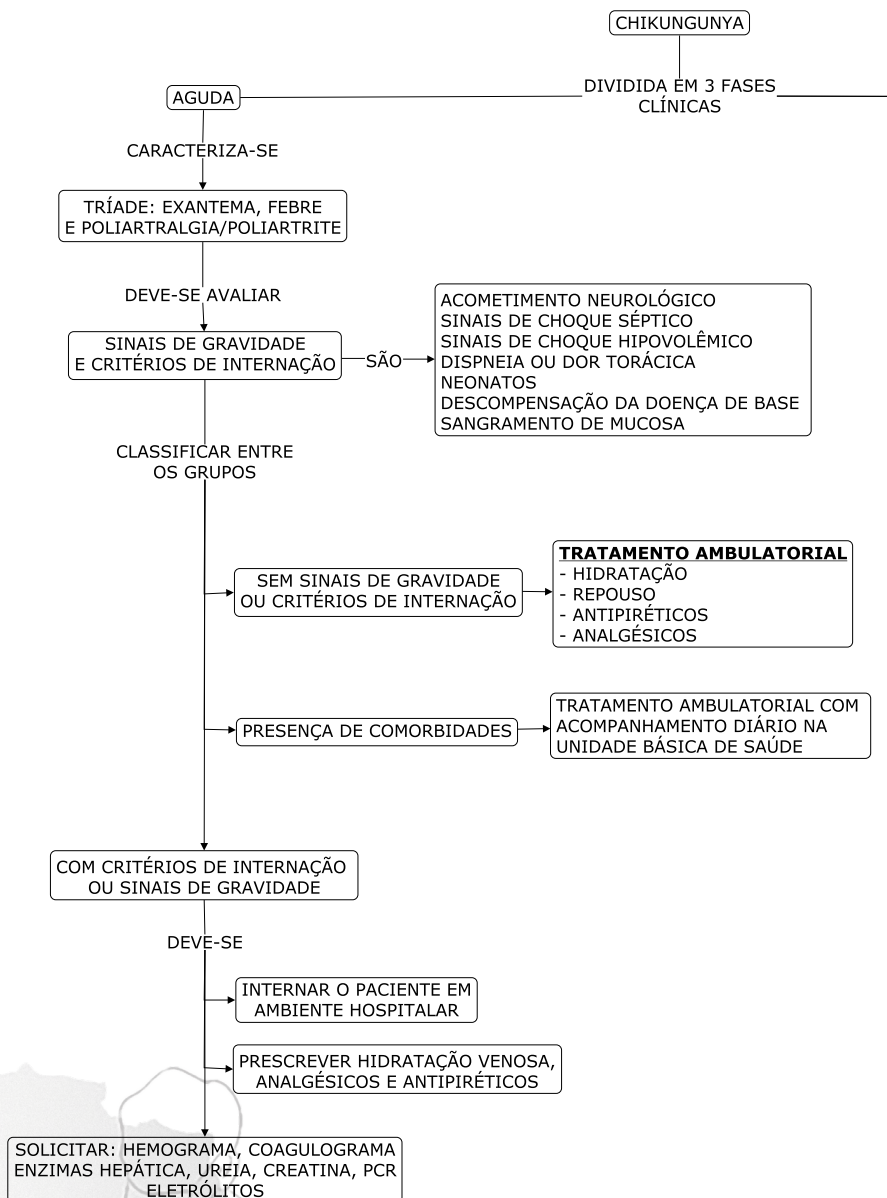 CHIKUNGUNYA
DIVIDIDA EM 3 FASES
CLÍNICAS
AGUDA
CARACTERIZA-SE
TRÍADE: EXANTEMA, FEBRE
E POLIARTRALGIA/POLIARTRITE
DEVE-SE AVALIAR
SINAIS DE GRAVIDADE
E CRITÉRIOS DE INTERNAÇÃO
SÃO
ACOMETIMENTO NEUROLÓGICO
SINAIS DE CHOQUE SÉPTICO
SINAIS DE CHOQUE HIPOVOLÊMICO
DISPNEIA OU DOR TORÁCICA
NEONATOS
DESCOMPENSAÇÃO DA DOENÇA DE BASE
SANGRAMENTO DE MUCOSA
CLASSIFICAR ENTRE
OS GRUPOS
SEM SINAIS DE GRAVIDADE
OU CRITÉRIOS DE INTERNAÇÃO
TRATAMENTO AMBULATORIAL
- HIDRATAÇÃO
- REPOUSO
- ANTIPIRÉTICOS
- ANALGÉSICOS
PRESENÇA DE COMORBIDADES
TRATAMENTO AMBULATORIAL COM
ACOMPANHAMENTO DIÁRIO NA
UNIDADE BÁSICA DE SAÚDE
COM CRITÉRIOS DE INTERNAÇÃO
OU SINAIS DE GRAVIDADE
DEVE-SE
INTERNAR O PACIENTE EM
AMBIENTE HOSPITALAR
PRESCREVER HIDRATAÇÃO VENOSA,
ANALGÉSICOS E ANTIPIRÉTICOS
SOLICITAR: HEMOGRAMA, COAGULOGRAMA
ENZIMAS HEPÁTICA, UREIA, CREATINA, PCR
ELETRÓLITOS